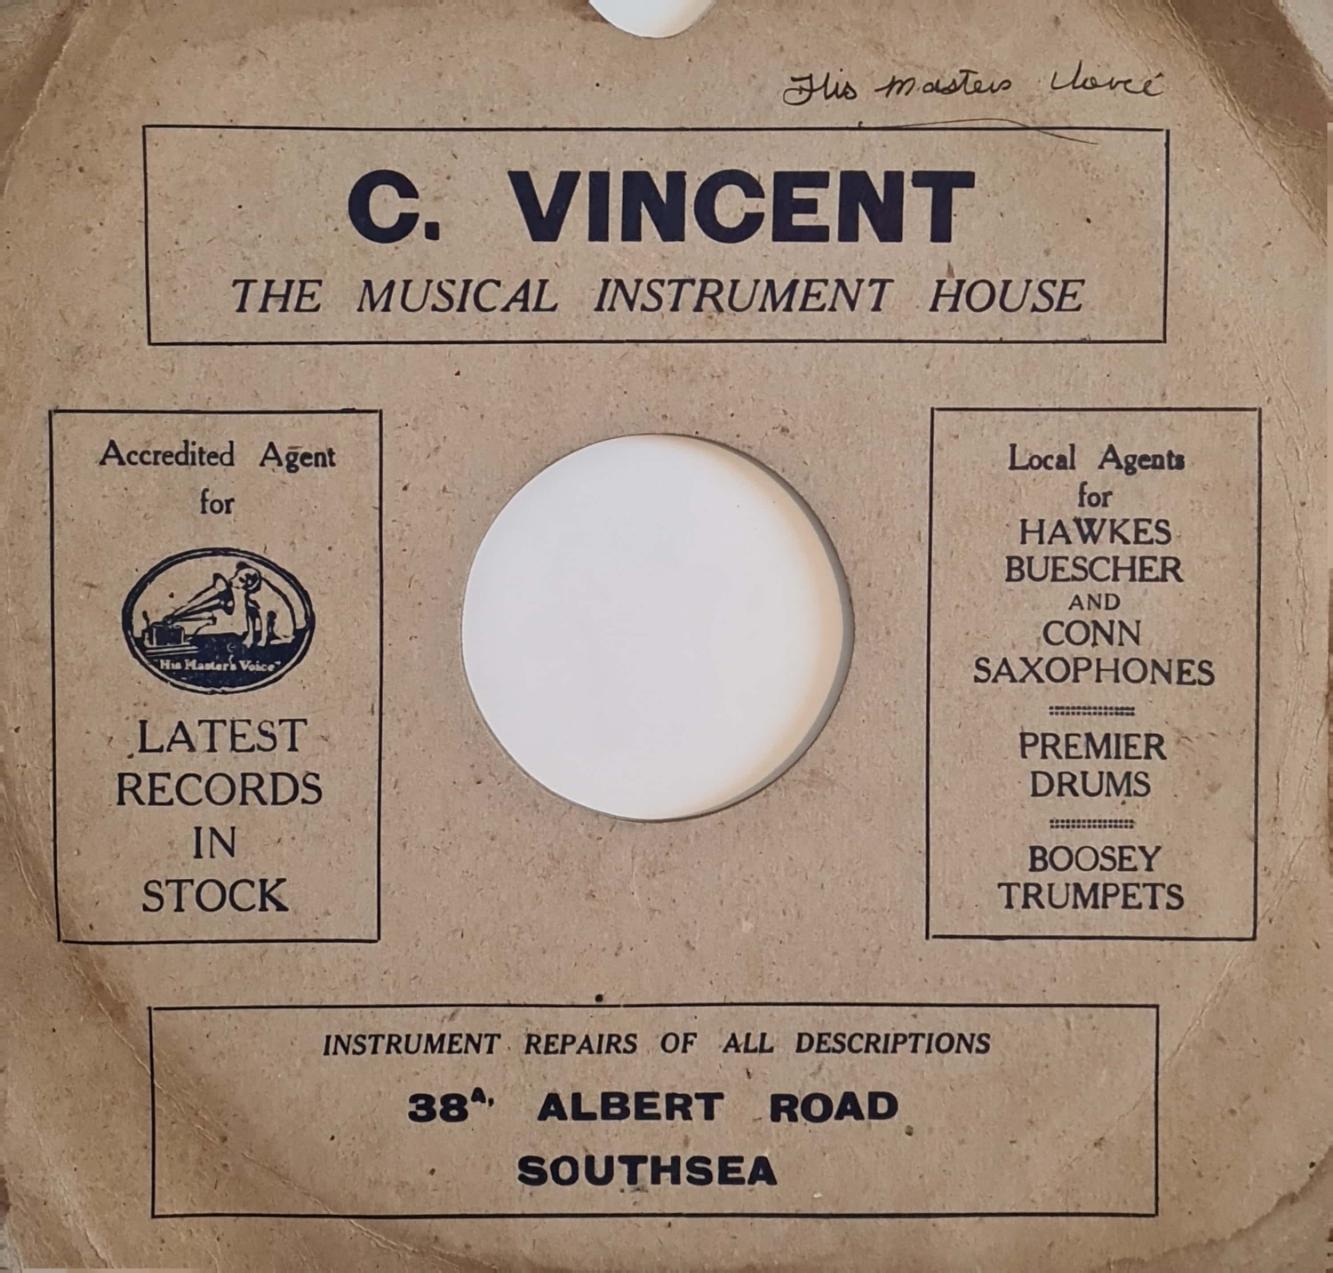 His Masters Voice
C. VINCENT
THE MUSICAL INSTRUMENT HOUSE
Accredited Agent
for
"His Master's Voice"
LATEST
RECORDS
IN
STOCK
Local Agents
for
HAWKES
BUESCHER
AND
CONN
SAXOPHONES
PREMIER
DRUMS
BOOSEY
TRUMPETS
INSTRUMENT REPAIRS OF ALL DESCRIPTIONS
38A, ALBERT ROAD
SOUTHSEA